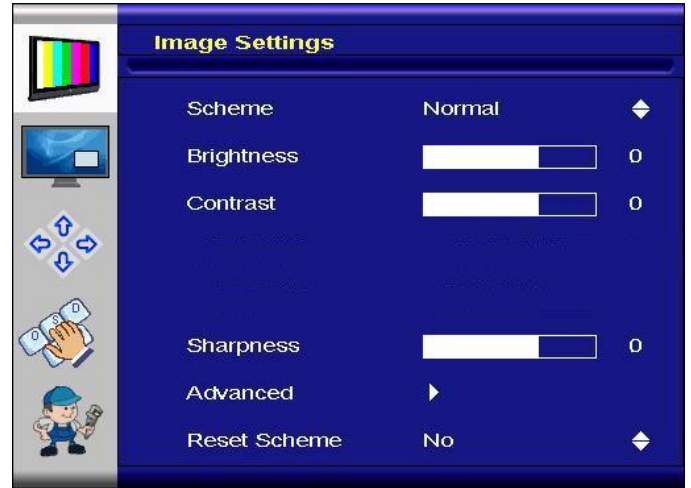 Image Settings
Scheme Normal
Brightness 0
Contrast 0
Sharpness 0
Advanced
Reset Scheme No
O S D